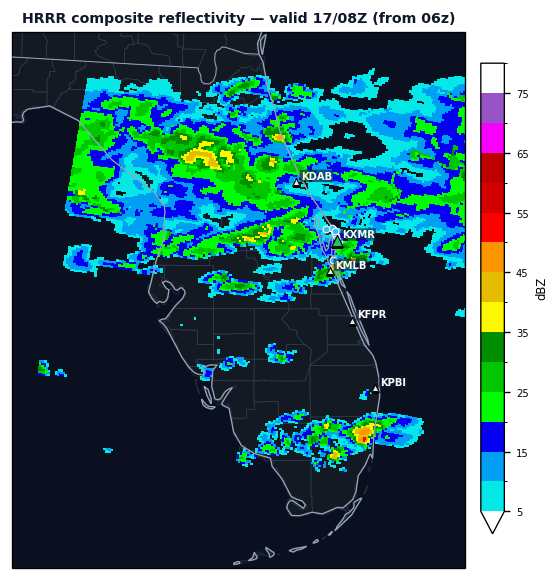 HRRR composite reflectivity — valid 17/08Z (from 06z)
KDAB
KXMR
KMLB
KFPR
KPBI
75
65
55
45
35
25
15
5
dBZ